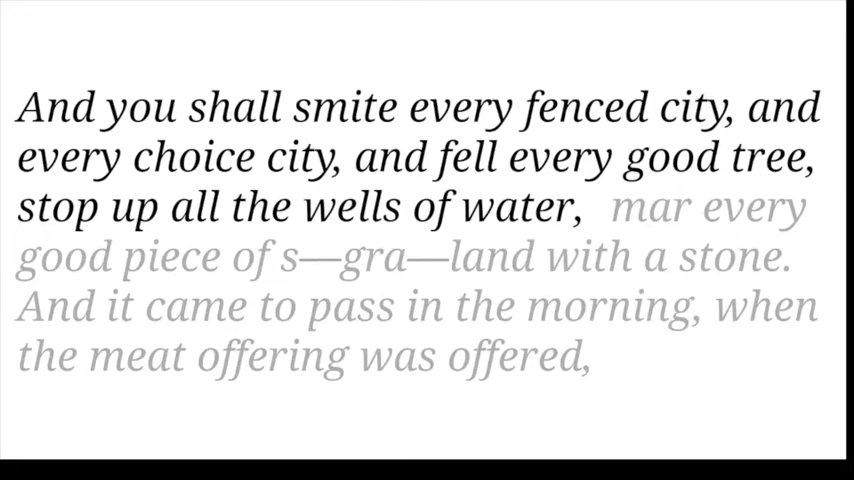 And you shall smite every fenced city, and
every choice city, and fell every good tree,
stop up all the wells of water, mar every
good piece of s—gra—land with a stone.
And it came to pass in the morning, when
the meat offering was offered,